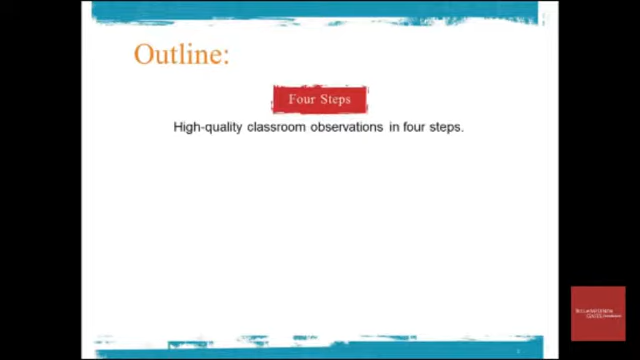 Outline:
Four Steps
High-quality classroom observations in four steps.